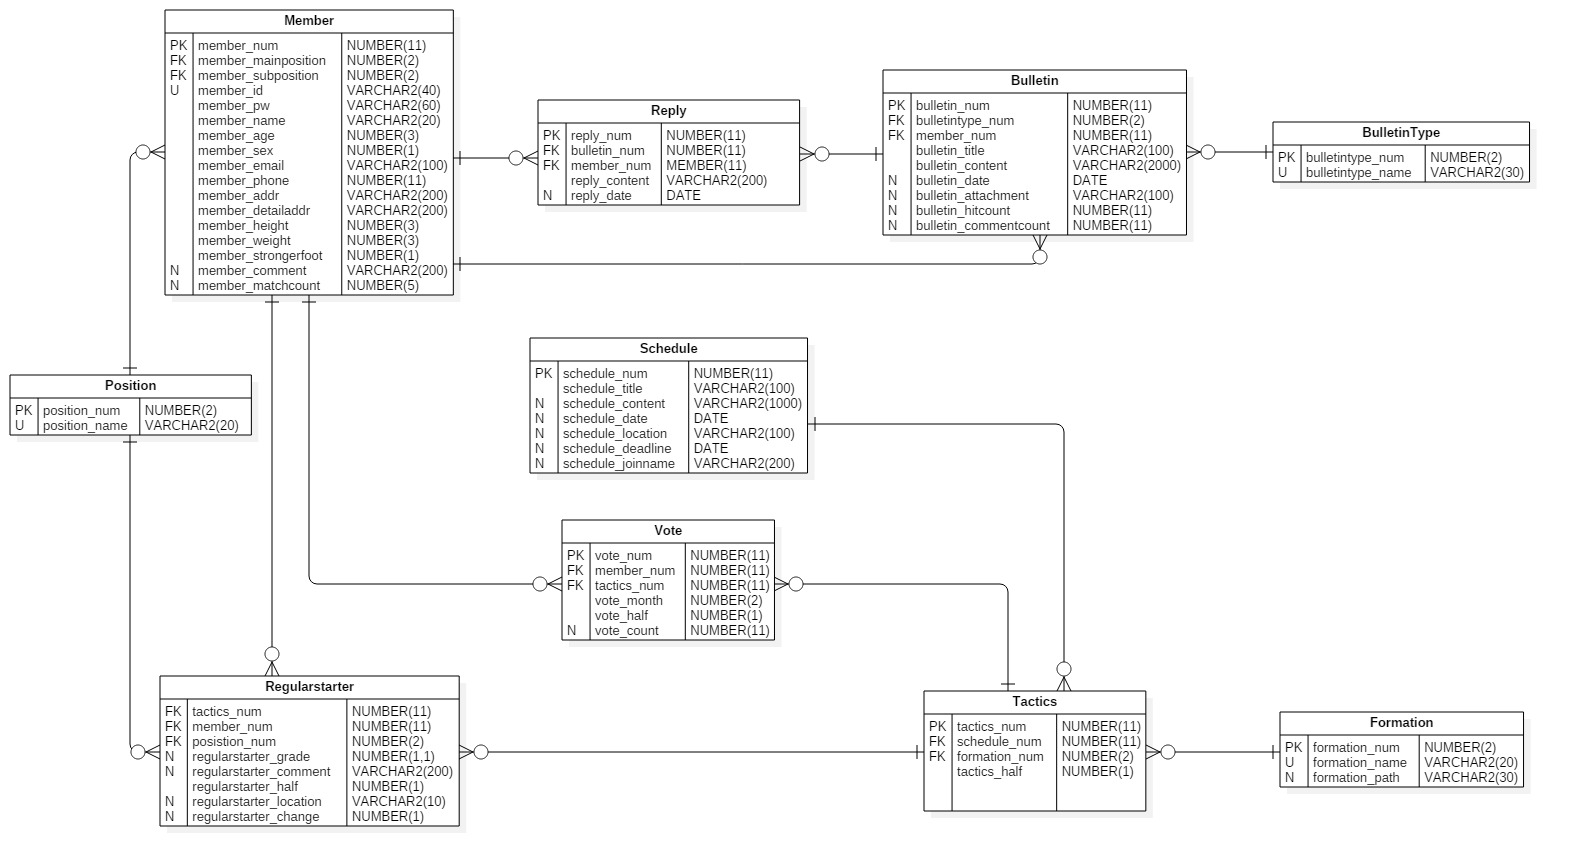 Member
PK member_num NUMBER(11)
FK member_mainposition NUMBER(2)
FK member_subposition NUMBER(2)
U member_id VARCHAR2(40)
member_pw VARCHAR2(60)
member_name VARCHAR2(20)
member_age NUMBER(3)
member_sex NUMBER(1)
member_email VARCHAR2(100)
member_phone NUMBER(11)
member_addr VARCHAR2(200)
member_detailaddr VARCHAR2(200)
member_height NUMBER(3)
member_weight NUMBER(3)
member_strongerfoot NUMBER(1)
N member_comment VARCHAR2(200)
N member_matchcount NUMBER(5)
Reply
PK reply_num NUMBER(11)
FK bulletin_num NUMBER(11)
FK member_num MEMBER(11)
reply_content VARCHAR2(200)
N reply_date DATE
Bulletin
PK bulletin_num NUMBER(11)
FK bulletintype_num NUMBER(2)
FK member_num NUMBER(11)
bulletin_title VARCHAR2(100)
bulletin_content VARCHAR2(2000)
N bulletin_date DATE
N bulletin_attachment VARCHAR2(100)
N bulletin_hitcount NUMBER(11)
N bulletin_commentcount NUMBER(11)
BulletinType
PK bulletintype_num NUMBER(2)
U bulletintype_name VARCHAR2(30)
Position
PK position_num NUMBER(2)
U position_name VARCHAR2(20)
Schedule
PK schedule_num NUMBER(11)
schedule_title VARCHAR2(100)
N schedule_content VARCHAR2(1000)
N schedule_date DATE
N schedule_location VARCHAR2(100)
N schedule_deadline DATE
N schedule_joinname VARCHAR2(200)
Vote
PK vote_num NUMBER(11)
FK member_num NUMBER(11)
FK tactics_num NUMBER(11)
vote_month NUMBER(2)
vote_half NUMBER(1)
N vote_count NUMBER(11)
Regularstarter
FK tactics_num NUMBER(11)
FK member_num NUMBER(11)
FK posistion_num NUMBER(2)
N regularstarter_grade NUMBER(1,1)
N regularstarter_comment VARCHAR2(200)
regularstarter_half NUMBER(1)
N regularstarter_location VARCHAR2(10)
N regularstarter_change NUMBER(1)
Tactics
PK tactics_num NUMBER(11)
FK schedule_num NUMBER(11)
FK formation_num NUMBER(2)
tactics_half NUMBER(1)
Formation
PK formation_num NUMBER(2)
U formation_name VARCHAR2(20)
N formation_path VARCHAR2(30)